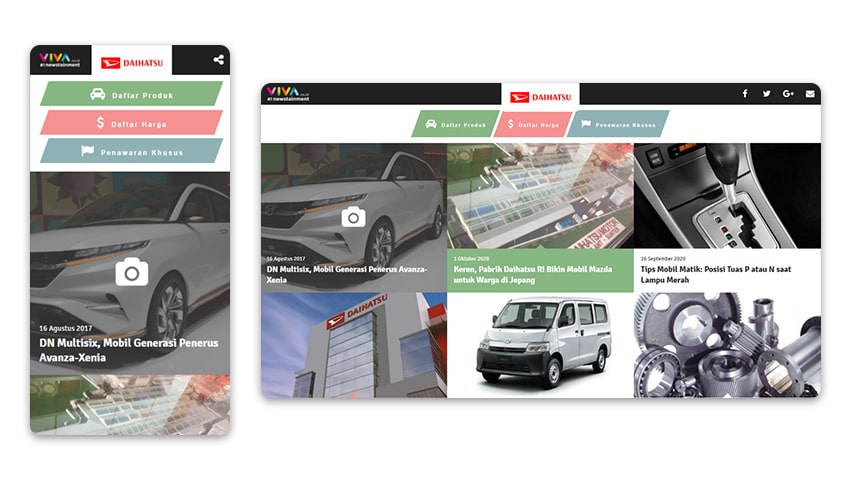 VIVA.co.id
#1 newstainment
DAIHATSU
Daftar Produk
Daftar Harga
Penawaran Khusus
16 Agustus 2017
DN Multisix, Mobil Generasi Penerus
Avanza-Xenia
VIVA.co.id
#1 newstainment
DAIHATSU
Daftar Produk
Daftar Harga
Penawaran Khusus
16 Agustus 2017
DN Multisix, Mobil Generasi Penerus Avanza-
Xenia
1 Oktober 2020
Keren, Pabrik Daihatsu RI Bikin Mobil Mazda
untuk Warga di Jepang
16 September 2020
Tips Mobil Matik: Posisi Tuas P atau N saat
Lampu Merah
DAIHATSU